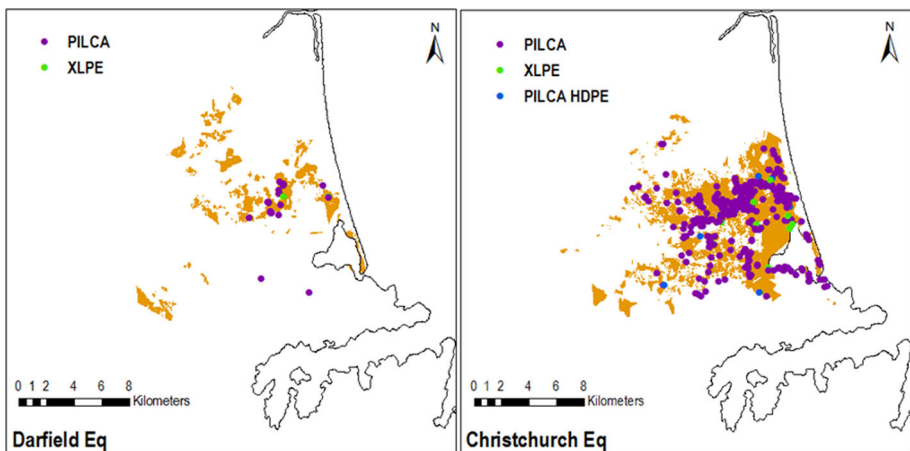 PILCA
XLPE
N
0 1 2 4 6 8
Kilometers
Darfield Eq
PILCA
XLPE
PILCA HDPE
N
0 1 2 4 6 8
Kilometers
Christchurch Eq